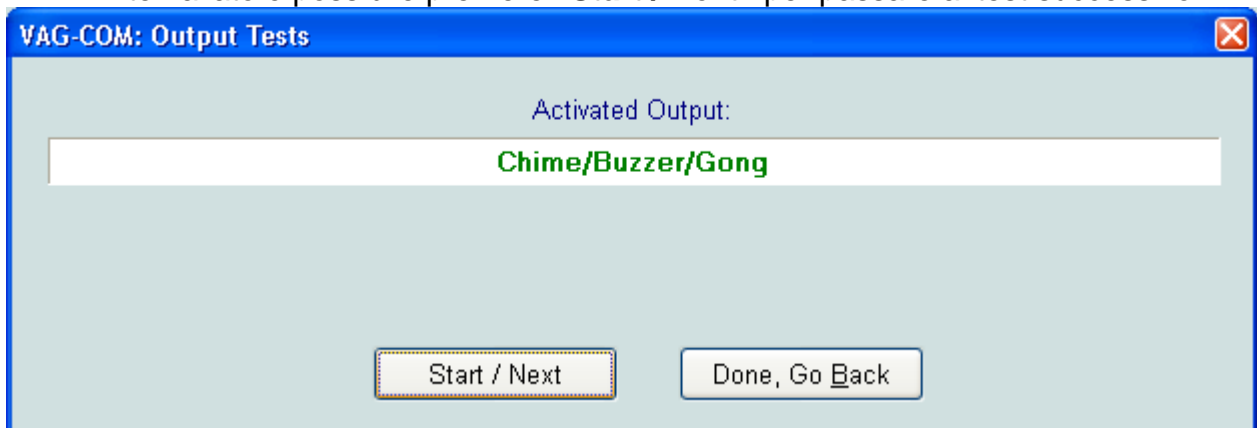 VAG-COM: Output Tests
Activated Output:
Chime/Buzzer/Gong
Start / Next
Done, Go Back